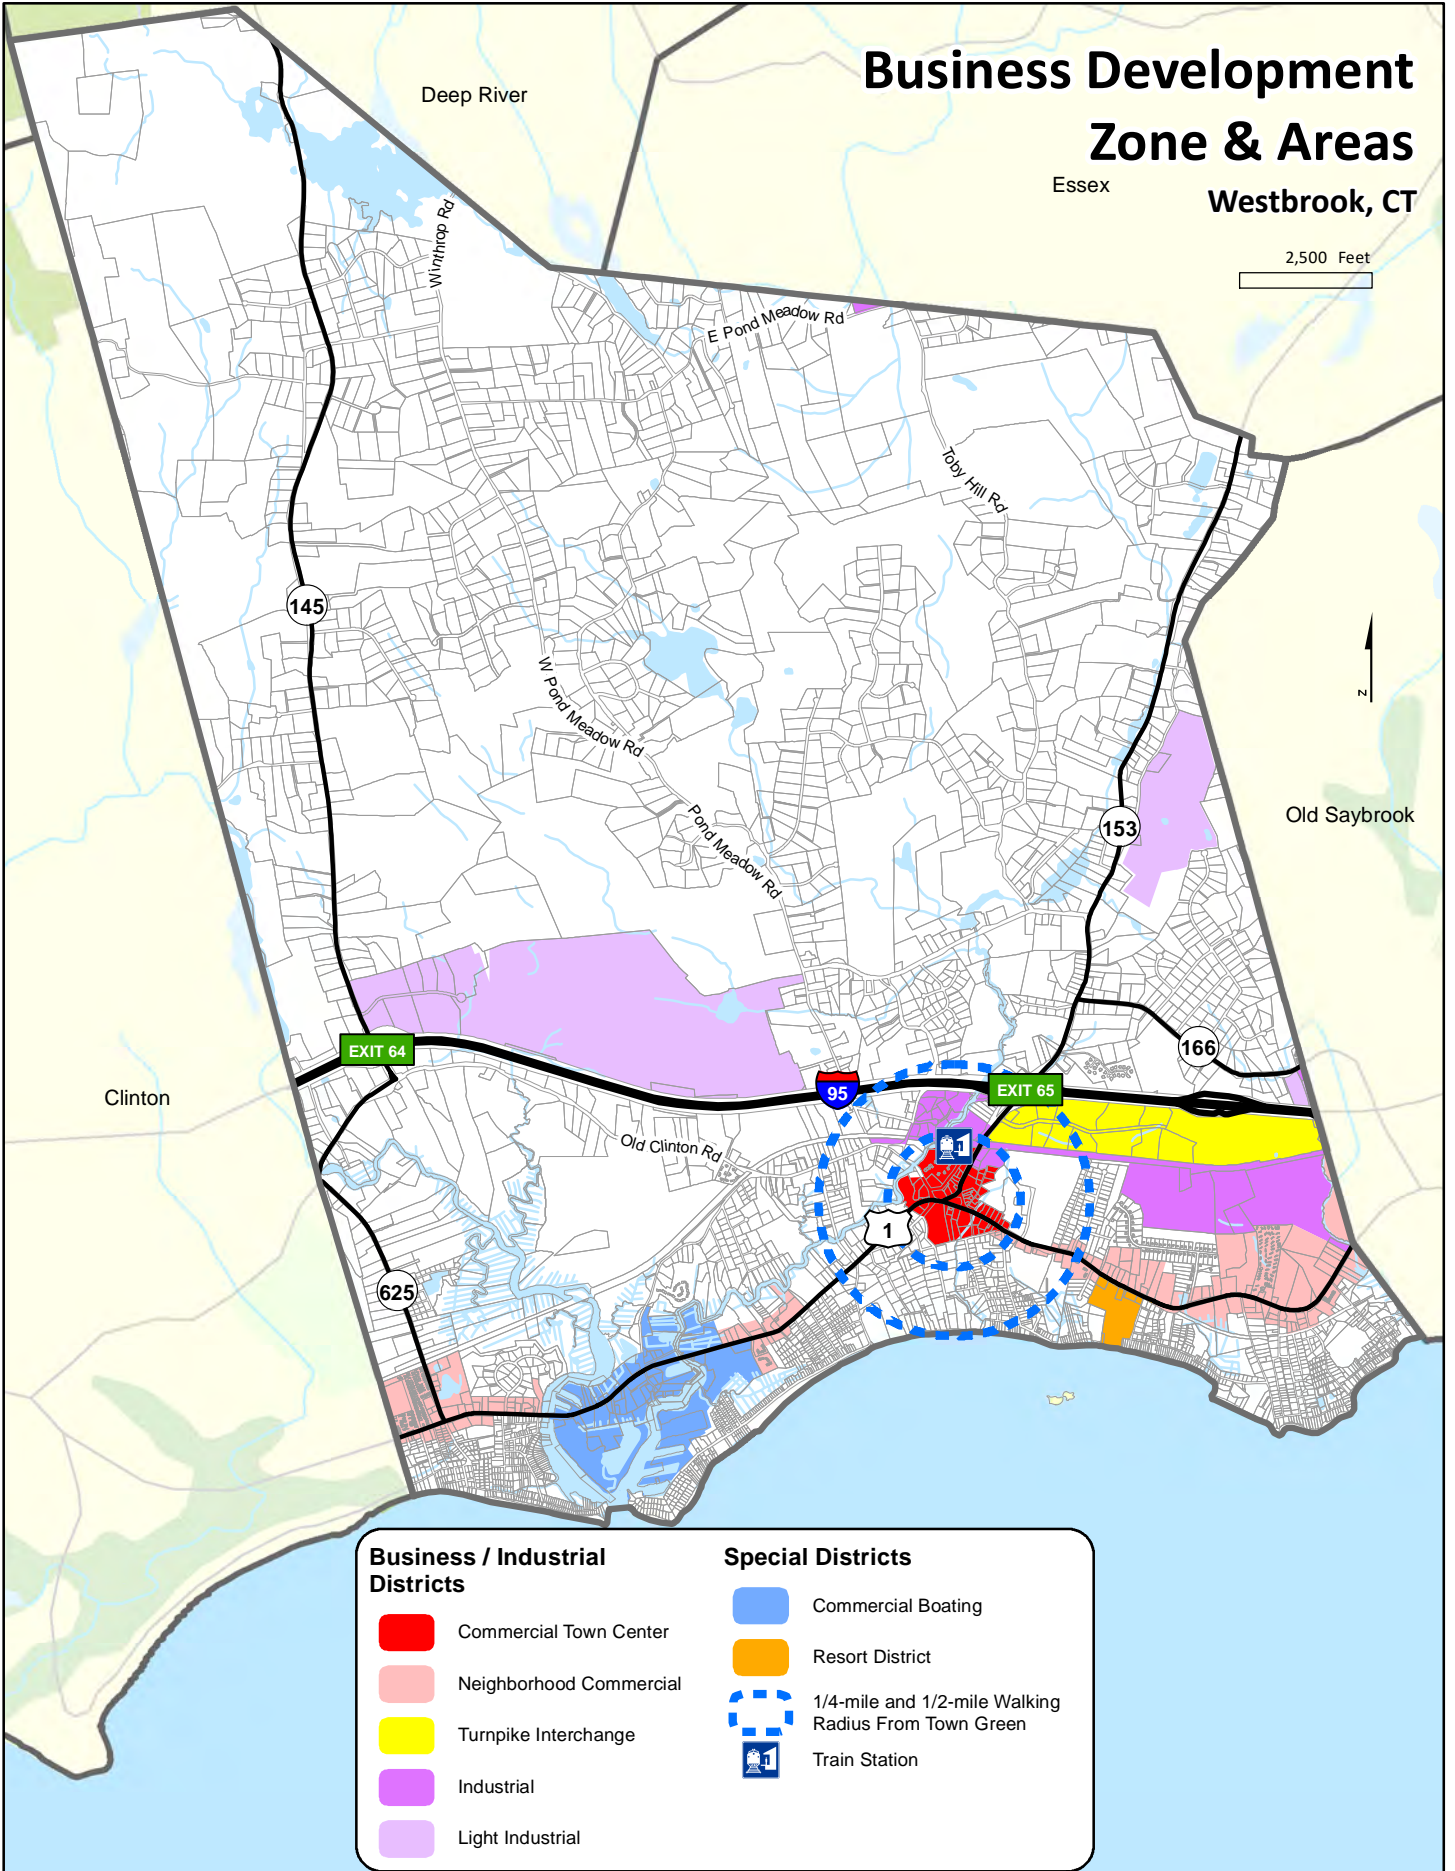 Business Development
Zone & Areas
Westbrook, CT
Deep River
Essex
2,500 Feet
Winthrop Rd
E Pond Meadow Rd
Toby Hill Rd
145
W Pond Meadow Rd
N
Pond Meadow Rd
153
Old Saybrook
EXIT 64
166
95
EXIT 65
Clinton
Old Clinton Rd
1
625
Business / Industrial
Districts
Commercial Town Center
Neighborhood Commercial
Turnpike Interchange
Industrial
Light Industrial
Special Districts
Commercial Boating
Resort District
1/4-mile and 1/2-mile Walking
Radius From Town Green
Train Station